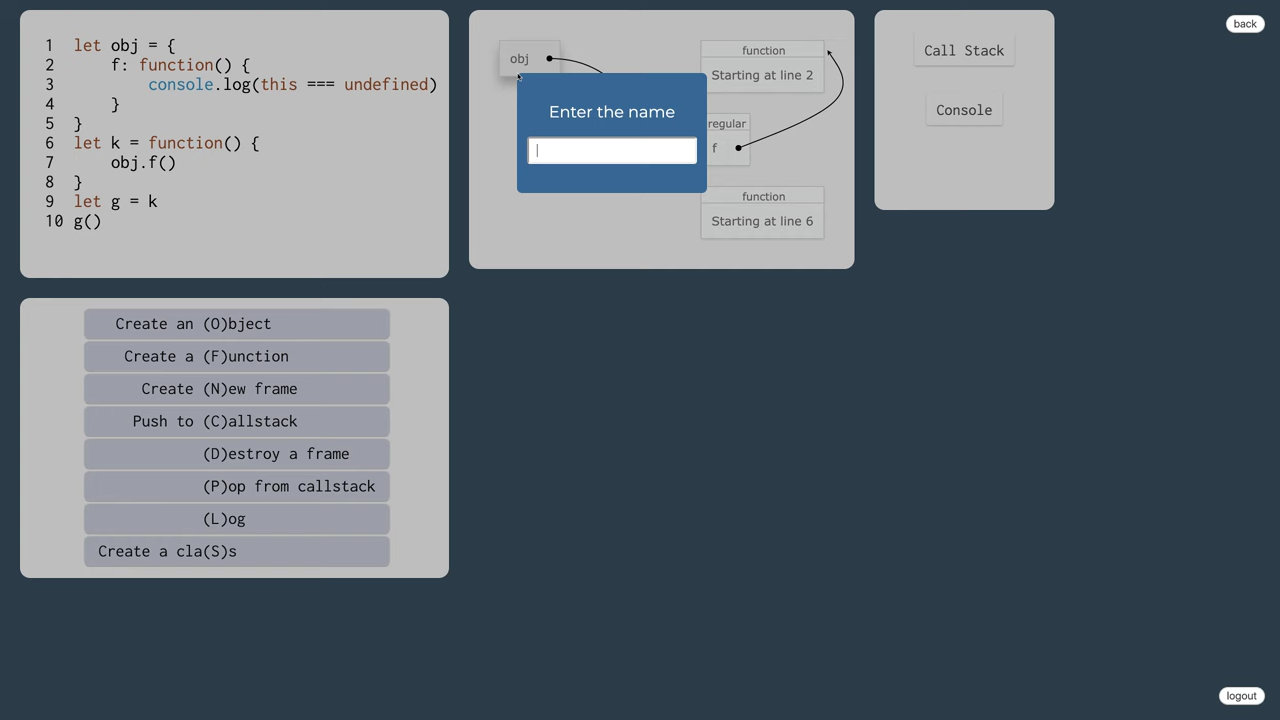 1 let obj = {
2     f: function() {
3         console.log(this === undefined)
4     }
5 }
6 let k = function() {
7     obj.f()
8 }
9 let g = k
10 g()
obj
function
Starting at line 2
Enter the name
regular
f
function
Starting at line 6
Call Stack
Console
back
Create an (O)bject
Create a (F)unction
Create (N)ew frame
Push to (C)allstack
(D)estroy a frame
(P)op from callstack
(L)og
Create a cla(S)s
logout